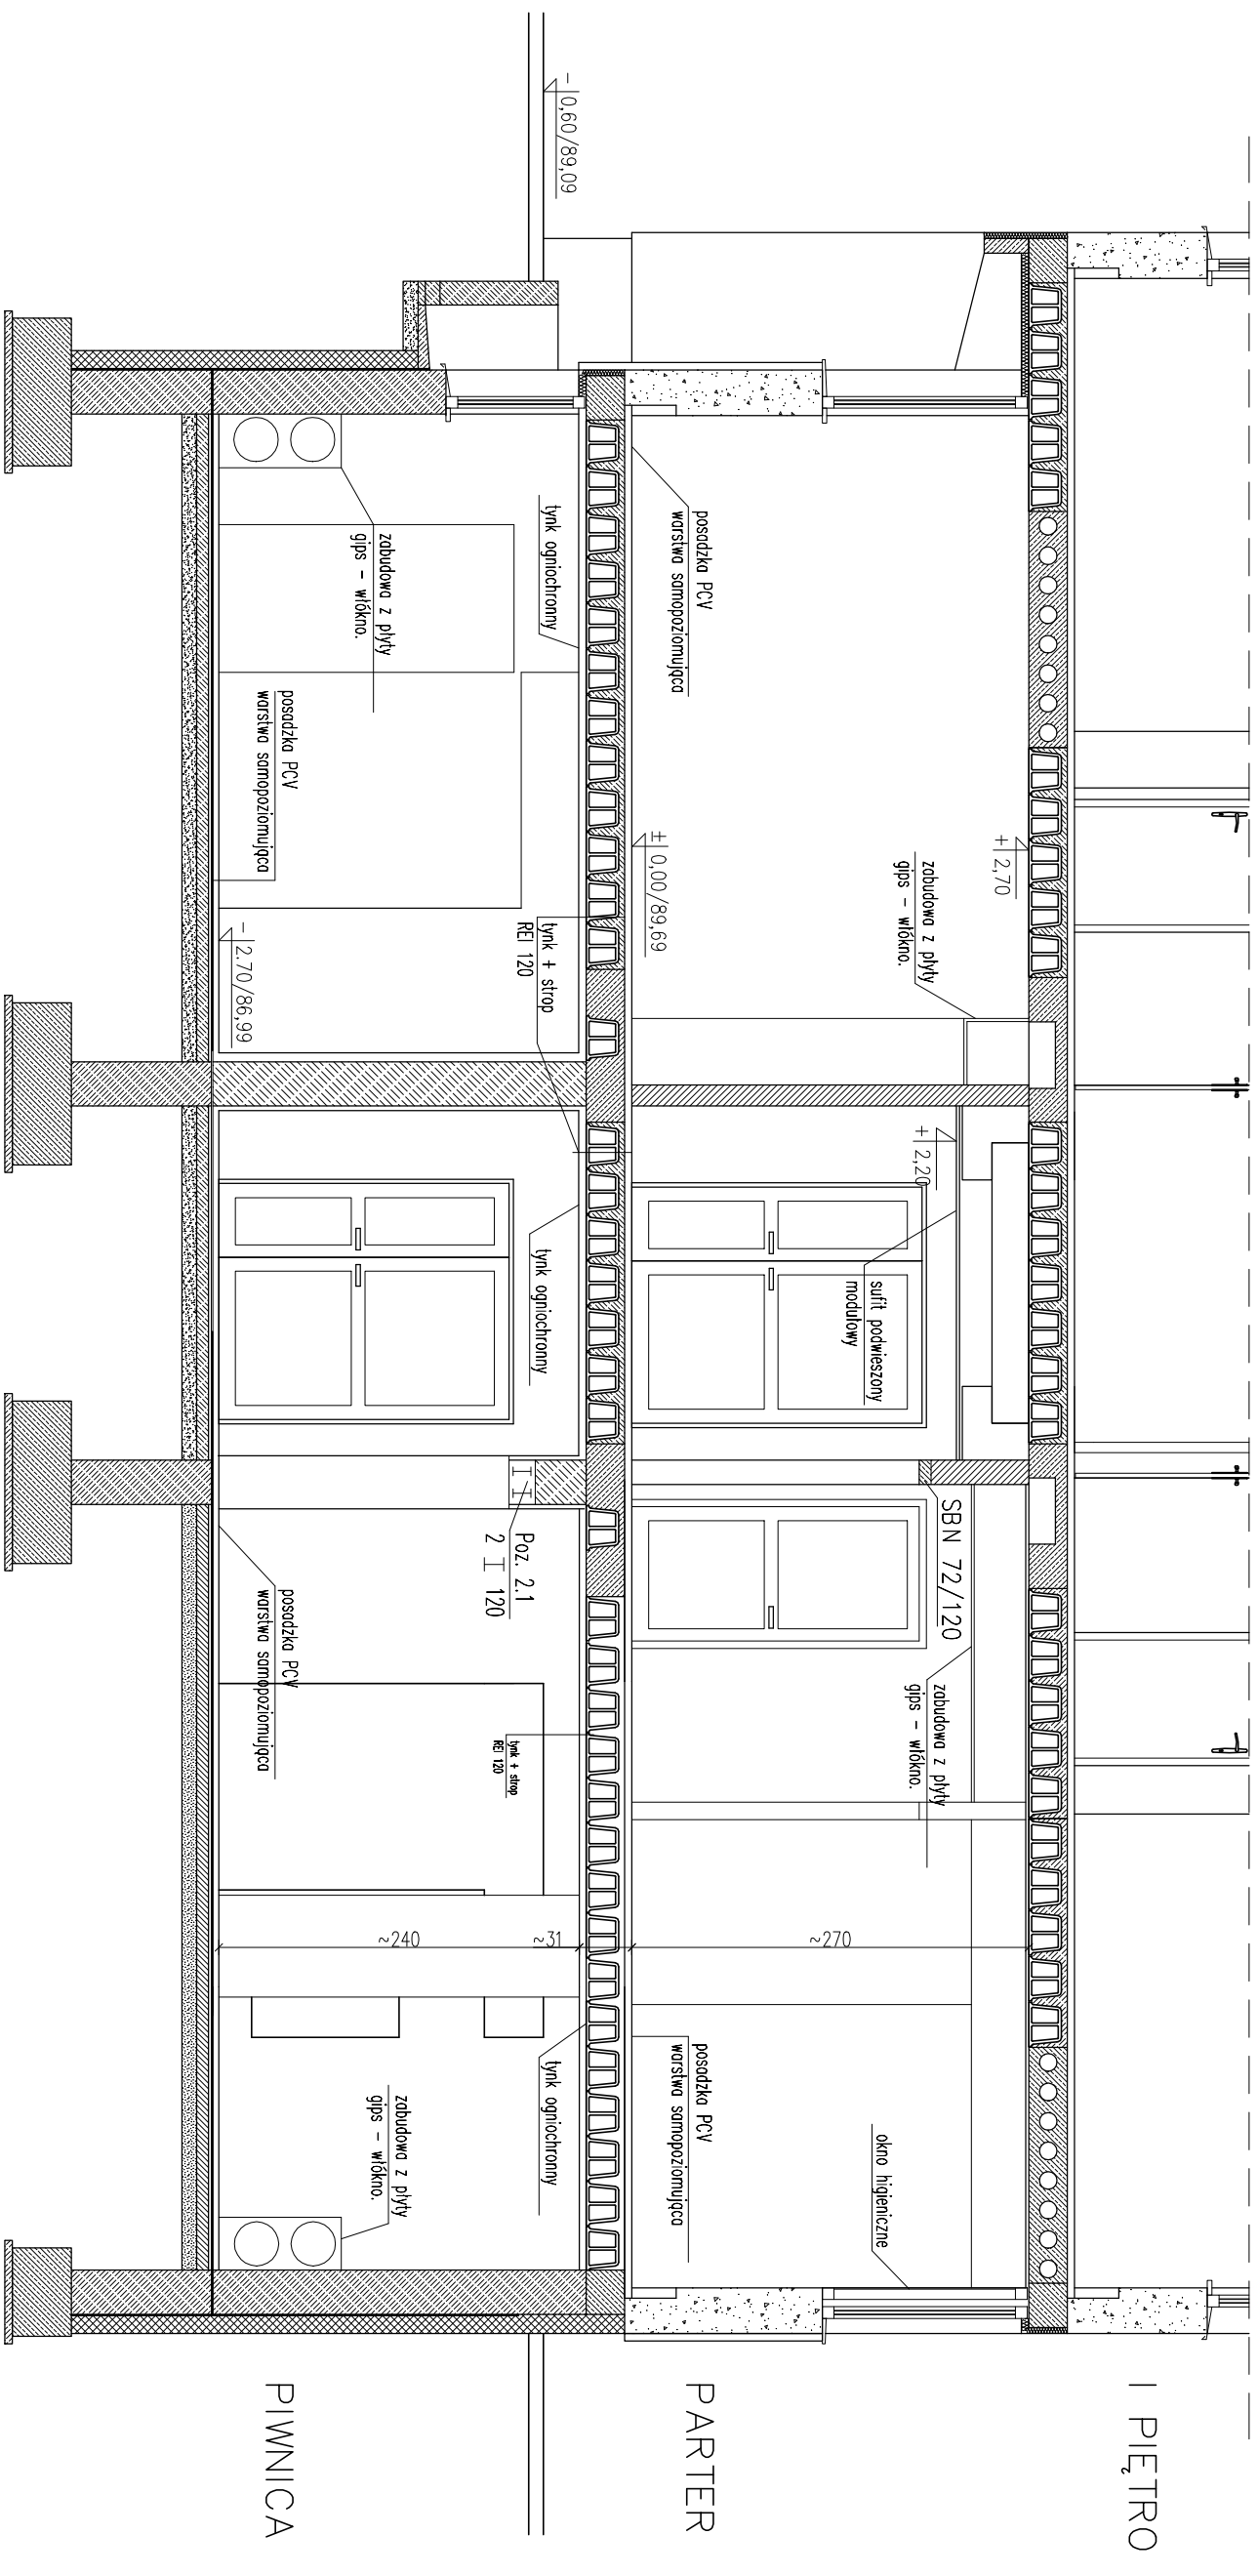 I PIĘTRO
PARTER
PIWNICA
- 0,60/89,09
+ 2,70
zabudowa z płyty
gips - włókno.
± 0,00/89,69
posadzka PCV
warstwa samopoziomująca
+ 2,20
sufit podwieszony
modułowy
SBN 72/120
zabudowa z płyty
gips - włókno.
~270
okno higieniczne
posadzka PCV
warstwa samopoziomująca
tynk ogniochronny
zabudowa z płyty
gips - włókno.
posadzka PCV
warstwa samopoziomująca
tynk + strop
REI 120
- 2.70/86,99
tynk ogniochronny
Poz. 2.1
2 I 120
posadzka PCV
warstwa samopoziomująca
tynk + strop
REI 120
~31
~240
tynk ogniochronny
zabudowa z płyty
gips - włókno.